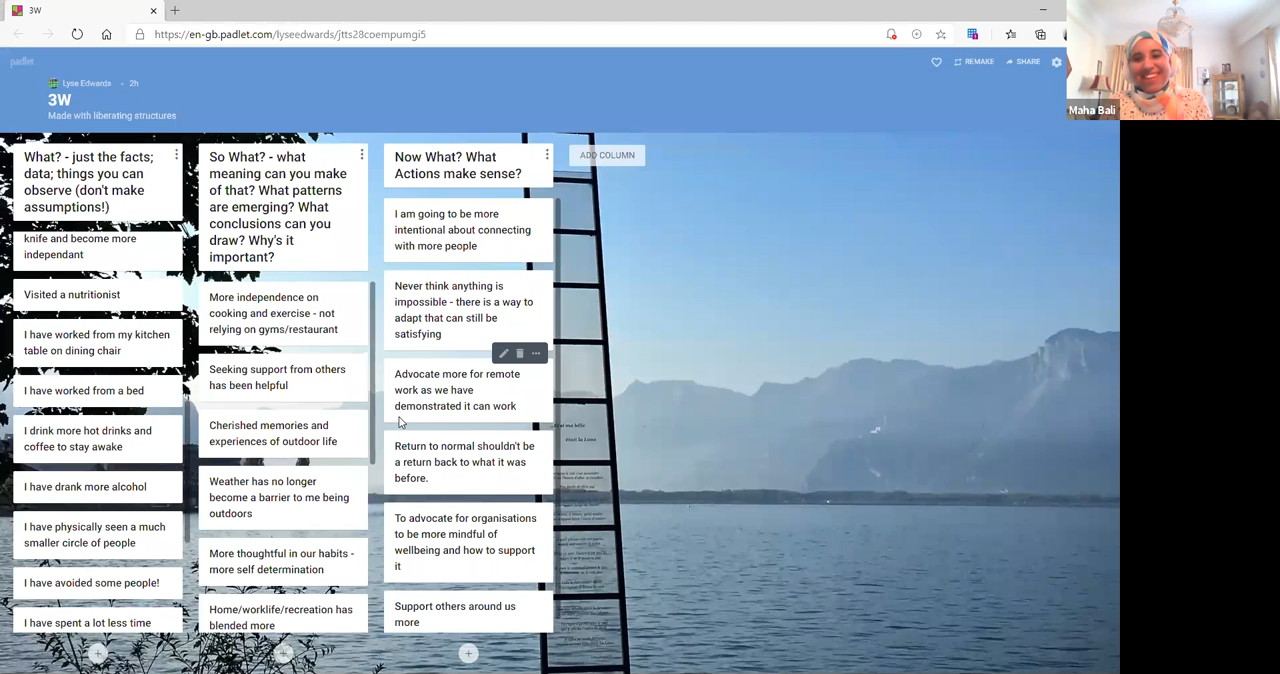 3W
https://en-gb.padlet.com/lyseedwards/jtts28coempumgi5
padlet
REMAKE
SHARE
Lyse Edwards • 2h
3W
Made with liberating structures
Maha Bali
What? - just the facts;
data; things you can
observe (don't make
assumptions!)
knife and become more
independant
Visited a nutritionist
I have worked from my kitchen
table on dining chair
I have worked from a bed
I drink more hot drinks and
coffee to stay awake
I have drank more alcohol
I have physically seen a much
smaller circle of people
I have avoided some people!
I have spent a lot less time
So What? - what
meaning can you make
of that? What patterns
are emerging? What
conclusions can you
draw? Why's it
important?
More independence on
cooking and exercise - not
relying on gyms/restaurant
Seeking support from others
has been helpful
Cherished memories and
experiences of outdoor life
Weather has no longer
become a barrier to me being
outdoors
More thoughtful in our habits -
more self determination
Home/worklife/recreation has
blended more
Now What? What
Actions make sense?
I am going to be more
intentional about connecting
with more people
Never think anything is
impossible - there is a way to
adapt that can still be
satisfying
Advocate more for remote
work as we have
demonstrated it can work
Return to normal shouldn't be
a return back to what it was
before.
To advocate for organisations
to be more mindful of
wellbeing and how to support
it
Support others around us
more
ADD COLUMN